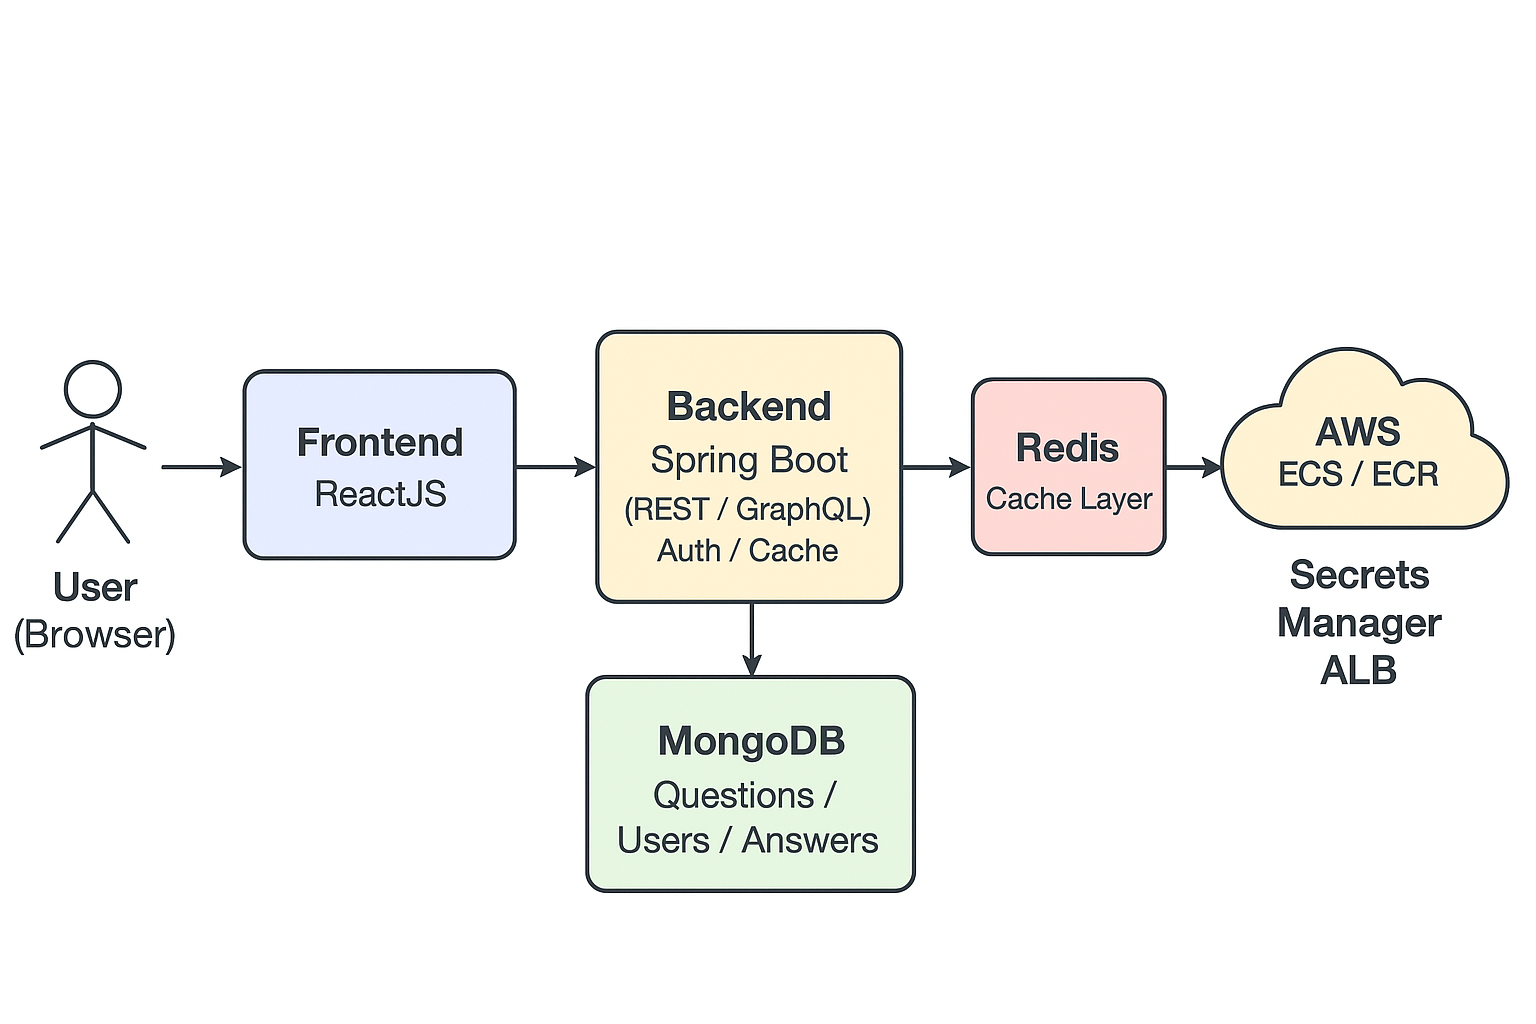 User
(Browser)
Frontend
ReactJS
Backend
Spring Boot
(REST / GraphQL)
Auth / Cache
MongoDB
Questions /
Users / Answers
Redis
Cache Layer
AWS
ECS / ECR
Secrets
Manager
ALB